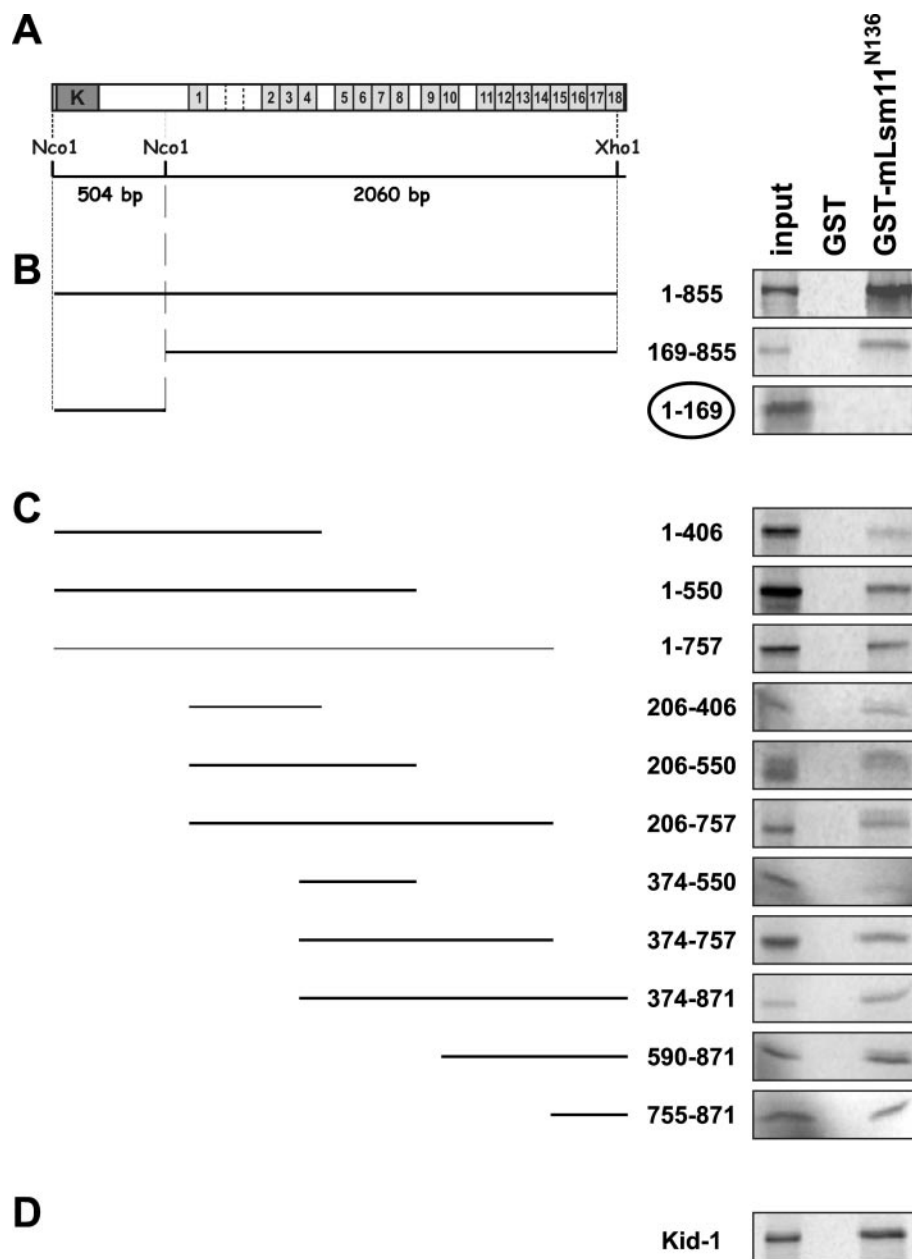 A
K 1 2 3 4 5 6 7 8 9 10 11 12 13 14 15 16 17 18
Nco1 Nco1 Xho1
504 bp 2060 bp
input GST GST-mLsm11N136
B
1-855
169-855
1-169
C
1-406
1-550
1-757
206-406
206-550
206-757
374-550
374-757
374-871
590-871
755-871
D
Kid-1